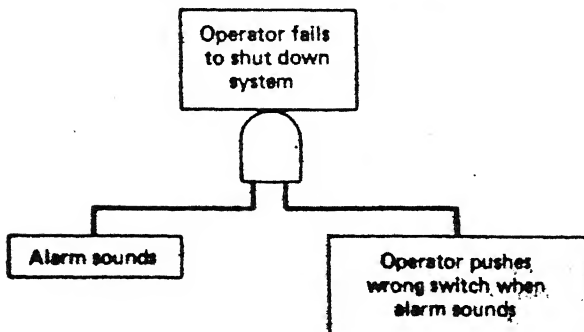 Operator fails
to shut down
system
Alarm sounds
Operator pushes
wrong switch when
alarm sounds